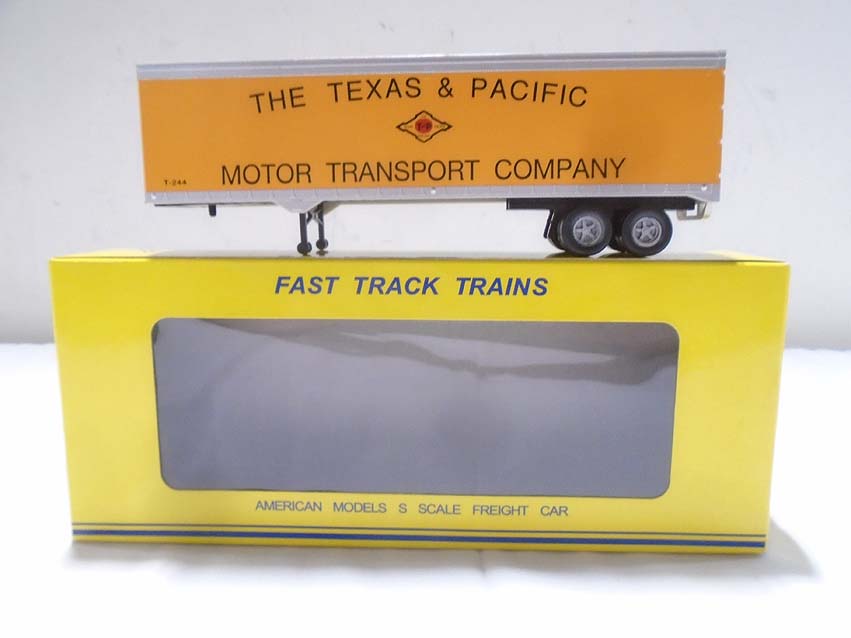 THE TEXAS & PACIFIC
T-P
MOTOR TRANSPORT COMPANY
T-244
FAST TRACK TRAINS
AMERICAN MODELS S SCALE FREIGHT CAR